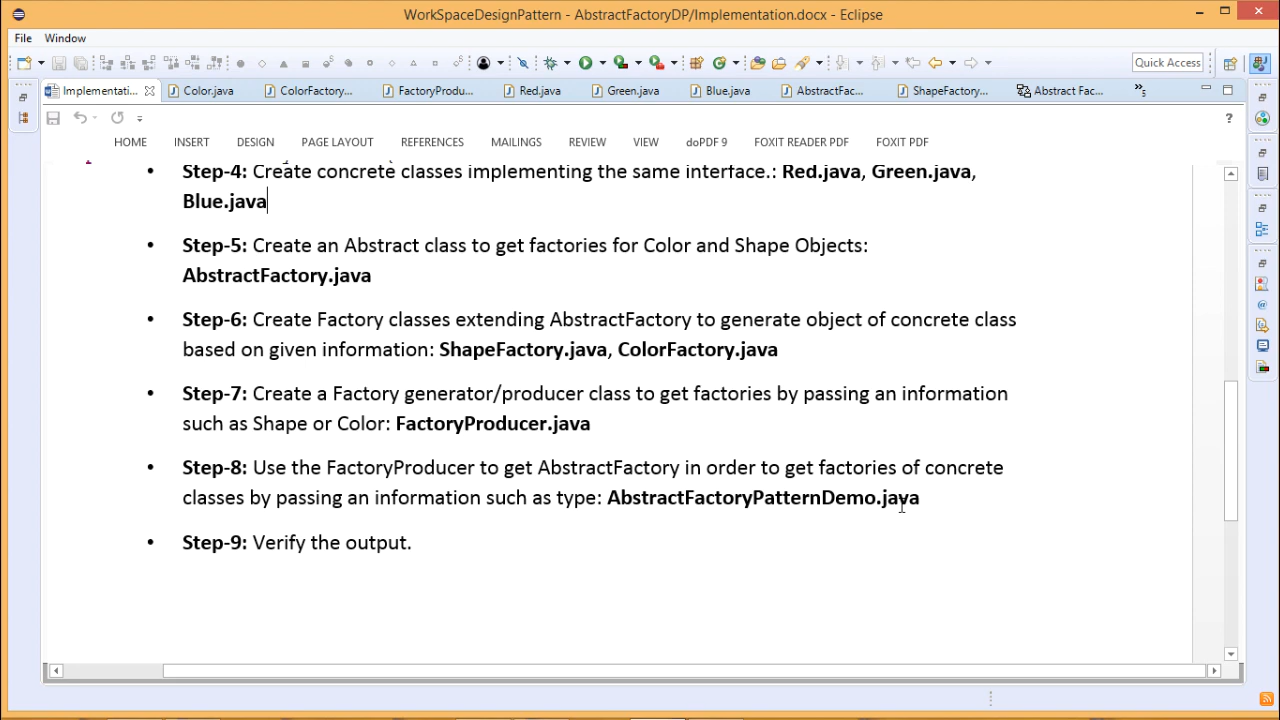 WorkSpaceDesignPattern - AbstractFactoryDP/Implementation.docx - Eclipse
File Window
Quick Access
Implementati... Color.java ColorFactory... FactoryProdu... Red.java Green.java Blue.java AbstractFac... ShapeFactory... Abstract Fac... »5
HOME INSERT DESIGN PAGE LAYOUT REFERENCES MAILINGS REVIEW VIEW doPDF 9 FOXIT READER PDF FOXIT PDF
• Step-4: Create concrete classes implementing the same interface.: Red.java, Green.java,
Blue.java
• Step-5: Create an Abstract class to get factories for Color and Shape Objects:
AbstractFactory.java
• Step-6: Create Factory classes extending AbstractFactory to generate object of concrete class
based on given information: ShapeFactory.java, ColorFactory.java
• Step-7: Create a Factory generator/producer class to get factories by passing an information
such as Shape or Color: FactoryProducer.java
• Step-8: Use the FactoryProducer to get AbstractFactory in order to get factories of concrete
classes by passing an information such as type: AbstractFactoryPatternDemo.java
• Step-9: Verify the output.